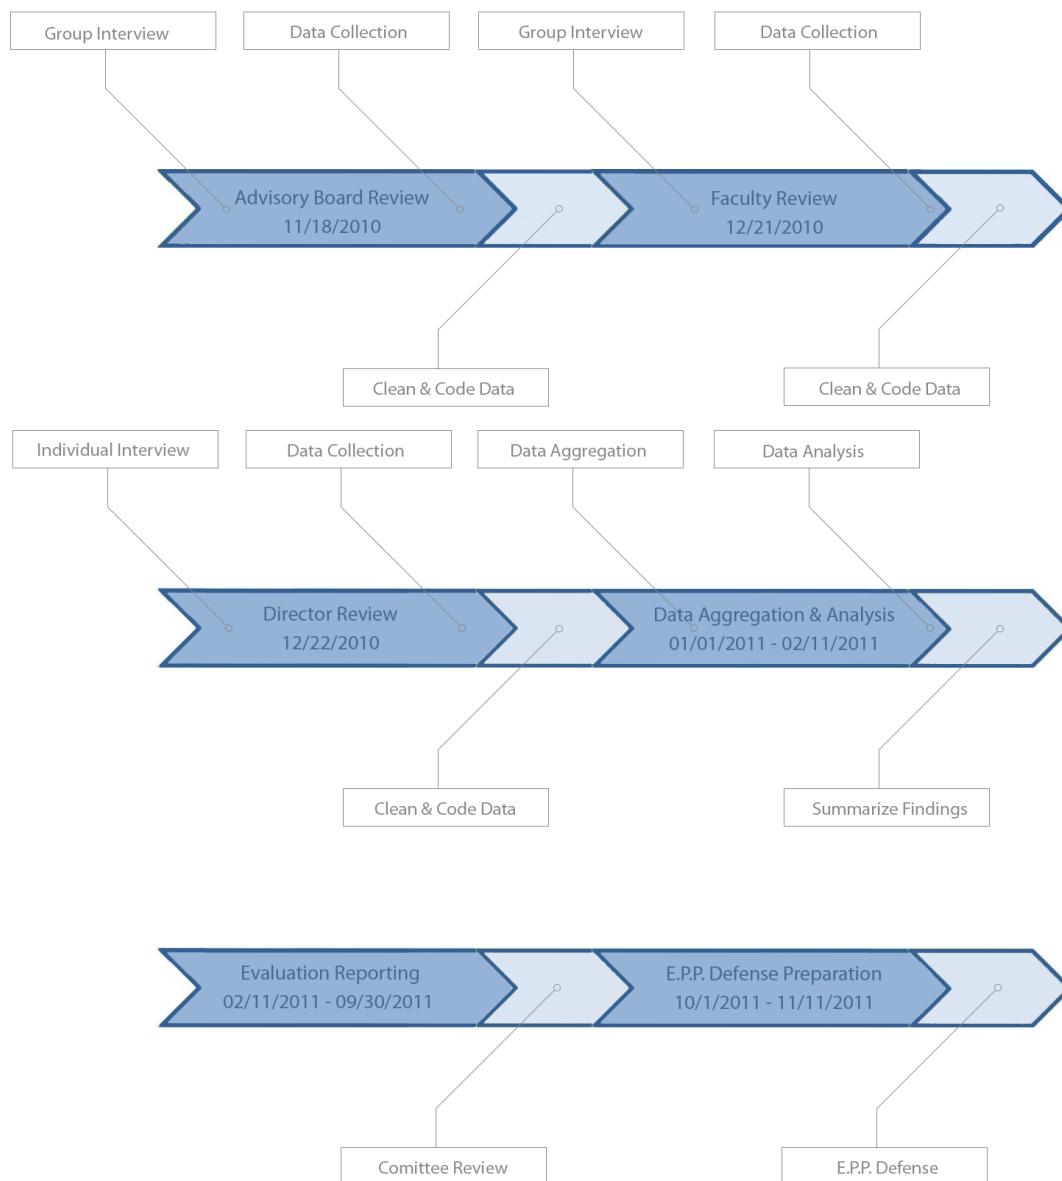 Group Interview
Data Collection
Group Interview
Data Collection
Advisory Board Review
11/18/2010
Faculty Review
12/21/2010
Clean & Code Data
Clean & Code Data
Individual Interview
Data Collection
Data Aggregation
Data Analysis
Director Review
12/22/2010
Data Aggregation & Analysis
01/01/2011 - 02/11/2011
Clean & Code Data
Summarize Findings
Evaluation Reporting
02/11/2011 - 09/30/2011
E.P.P. Defense Preparation
10/1/2011 - 11/11/2011
Comittee Review
E.P.P. Defense